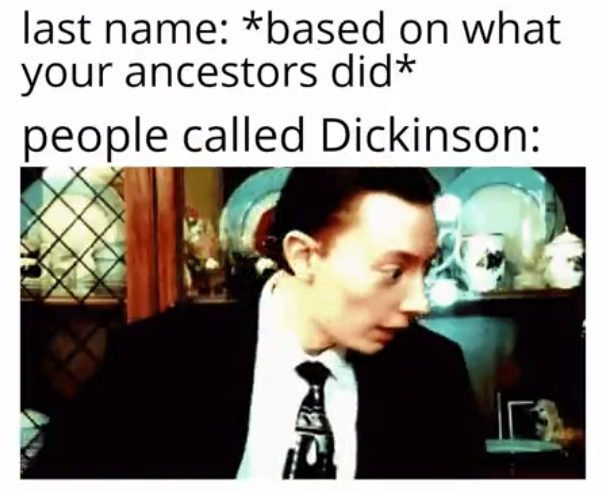 last name: *based on what
your ancestors did*
people called Dickinson: